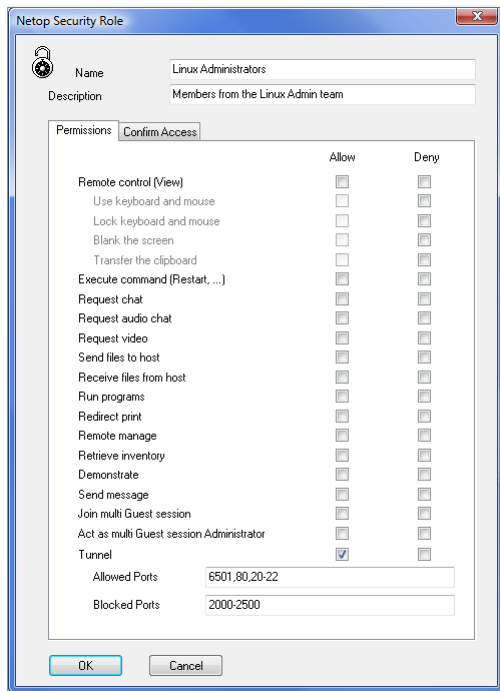 Netop Security Role
Name Linux Administrators
Description Members from the Linux Admin team
Permissions Confirm Access
Allow Deny
Remote control (View)
Use keyboard and mouse
Lock keyboard and mouse
Blank the screen
Transfer the clipboard
Execute command (Restart, ...)
Request chat
Request audio chat
Request video
Send files to host
Receive files from host
Run programs
Redirect print
Remote manage
Retrieve inventory
Demonstrate
Send message
Join multi Guest session
Act as multi Guest session Administrator
Tunnel
Allowed Ports 6501,80,20-22
Blocked Ports 2000-2500
OK Cancel